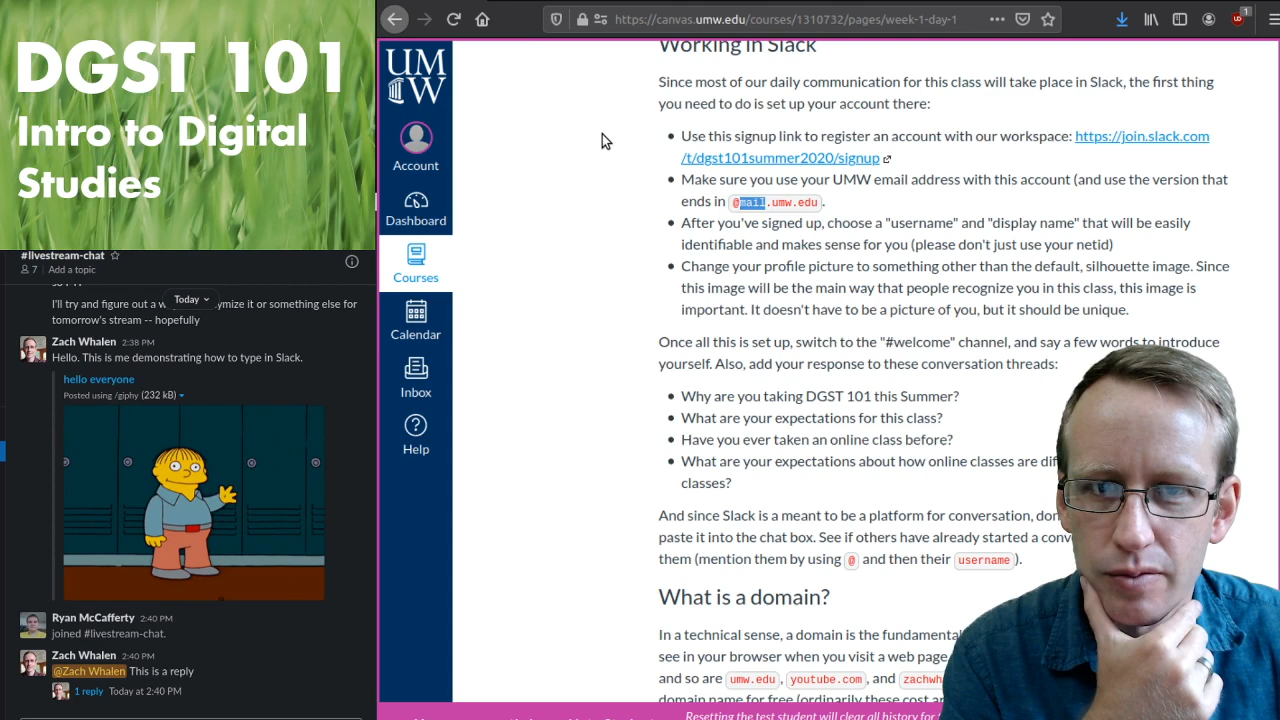 DGST 101
Intro to Digital
Studies
#livestream-chat
7 | Add a topic
Today
I'll try and figure out a w ymize it or something else for
tomorrow's stream -- hopefully
Zach Whalen 2:38 PM
Hello. This is me demonstrating how to type in Slack.
hello everyone
Posted using /giphy (232 kB)
Ryan McCafferty 2:40 PM
joined #livestream-chat.
Zach Whalen 2:40 PM
@Zach Whalen This is a reply
1 reply Today at 2:40 PM
https://canvas.umw.edu/courses/1310732/pages/week-1-day-1
1
UMW
Account
Dashboard
Courses
Calendar
Inbox
Help
Working in Slack
Since most of our daily communication for this class will take place in Slack, the first thing
you need to do is set up your account there:
• Use this signup link to register an account with our workspace: https://join.slack.com
/t/dgst101summer2020/signup
• Make sure you use your UMW email address with this account (and use the version that
ends in @mail.umw.edu.
• After you've signed up, choose a "username" and "display name" that will be easily
identifiable and makes sense for you (please don't just use your netid)
• Change your profile picture to something other than the default, silhouette image. Since
this image will be the main way that people recognize you in this class, this image is
important. It doesn't have to be a picture of you, but it should be unique.
Once all this is set up, switch to the "#welcome" channel, and say a few words to introduce
yourself. Also, add your response to these conversation threads:
• Why are you taking DGST 101 this Summer?
• What are your expectations for this class?
• Have you ever taken an online class before?
• What are your expectations about how online classes are dif
classes?
And since Slack is a meant to be a platform for conversation, don
paste it into the chat box. See if others have already started a conv
them (mention them by using @ and then their username).
What is a domain?
In a technical sense, a domain is the fundamental
see in your browser when you visit a web page
and so are umw.edu, youtube.com, and zachwh
domain name for free (ordinarily these cost a
Resetting the test student will clear all history for